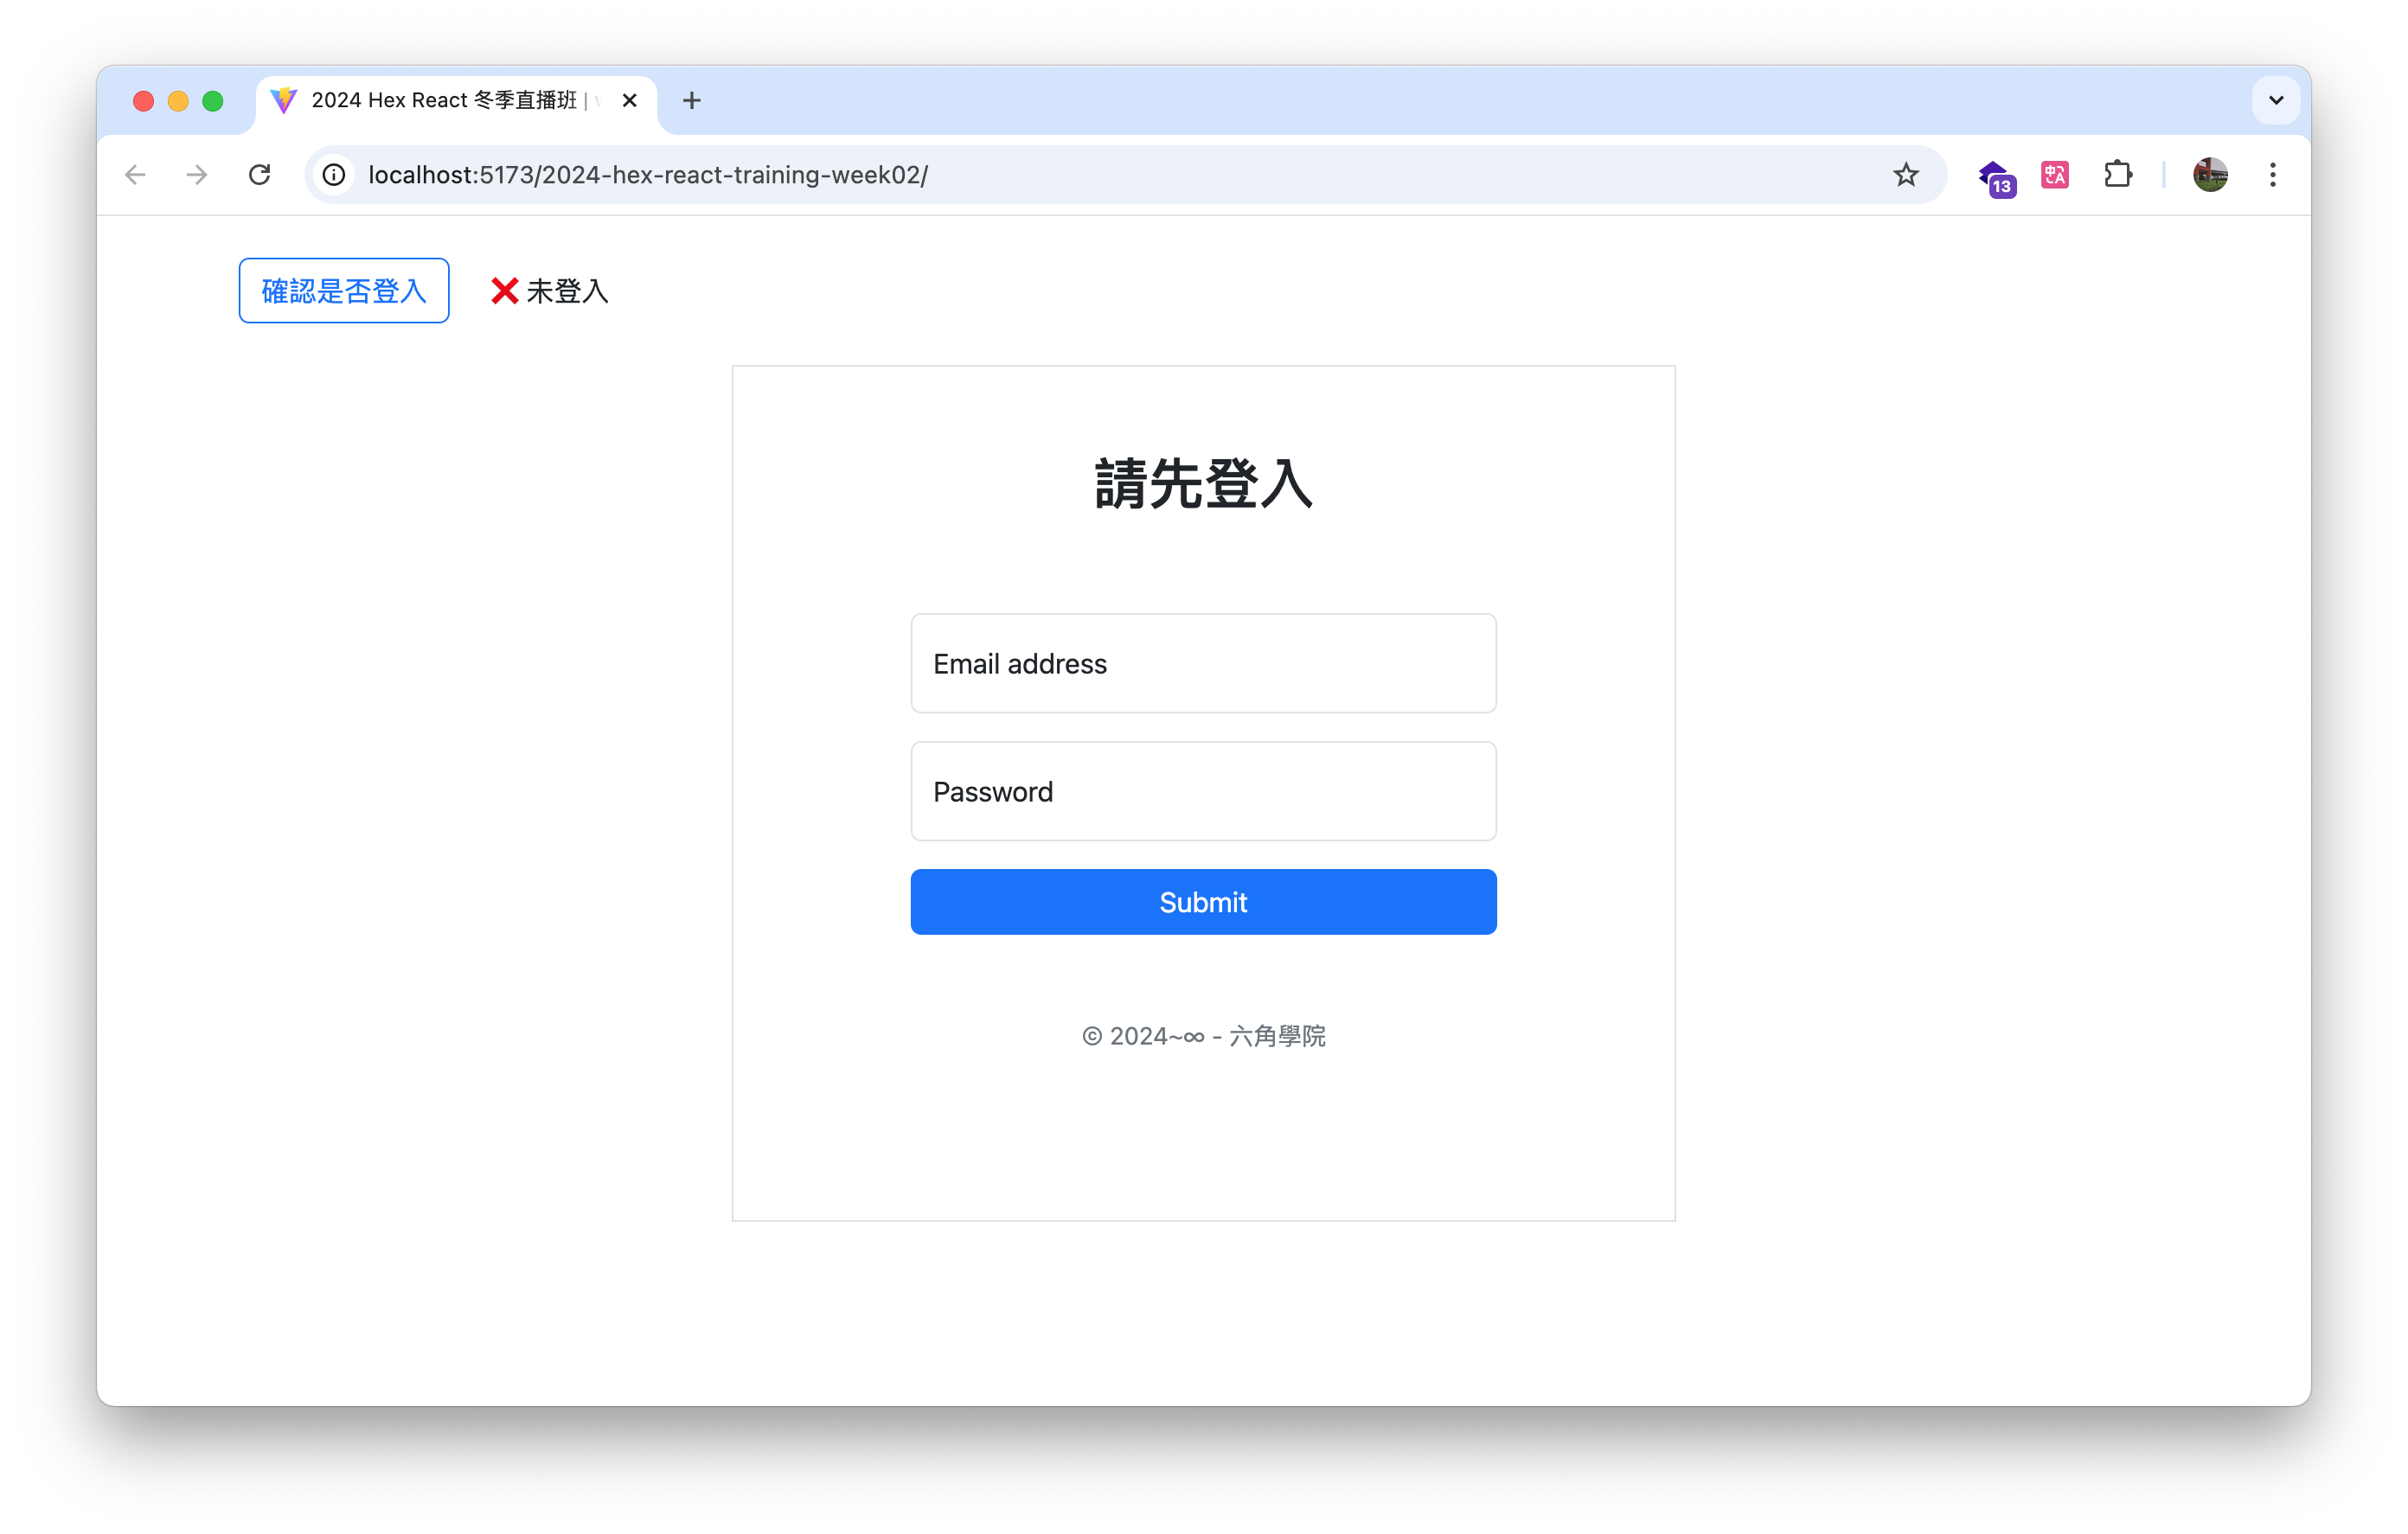 2024 Hex React 冬季直播班 |
localhost:5173/2024-hex-react-training-week02/
13
中 A
確認是否登入
❌ 未登入
請先登入
Email address
Password
Submit
© 2024~∞ - 六角學院